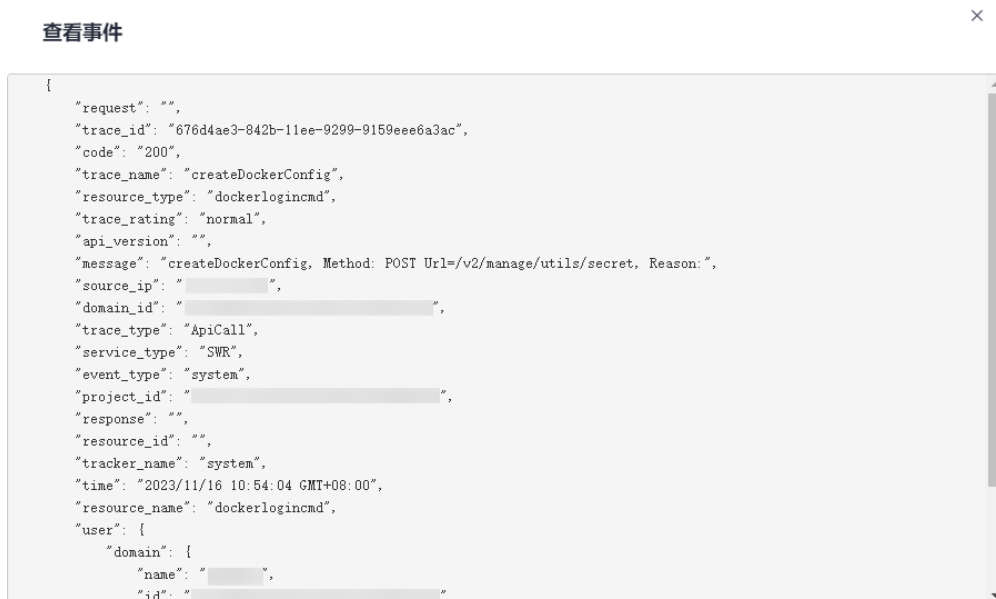 查看事件
{
"request": "",
"trace_id": "676d4ae3-842b-11ee-9299-9159eee6a3ac",
"code": "200",
"trace_name": "createDockerConfig",
"resource_type": "dockerlogincmd",
"trace_rating": "normal",
"api_version": "",
"message": "createDockerConfig, Method: POST Url=/v2/manage/utils/secret, Reason:",
"source_ip": "",
"domain_id": "",
"trace_type": "ApiCall",
"service_type": "SWR",
"event_type": "system",
"project_id": "",
"response": "",
"resource_id": "",
"tracker_name": "system",
"time": "2023/11/16 10:54:04 GMT+08:00",
"resource_name": "dockerlogincmd",
"user": {
"domain": {
"name": "",
"id": ""